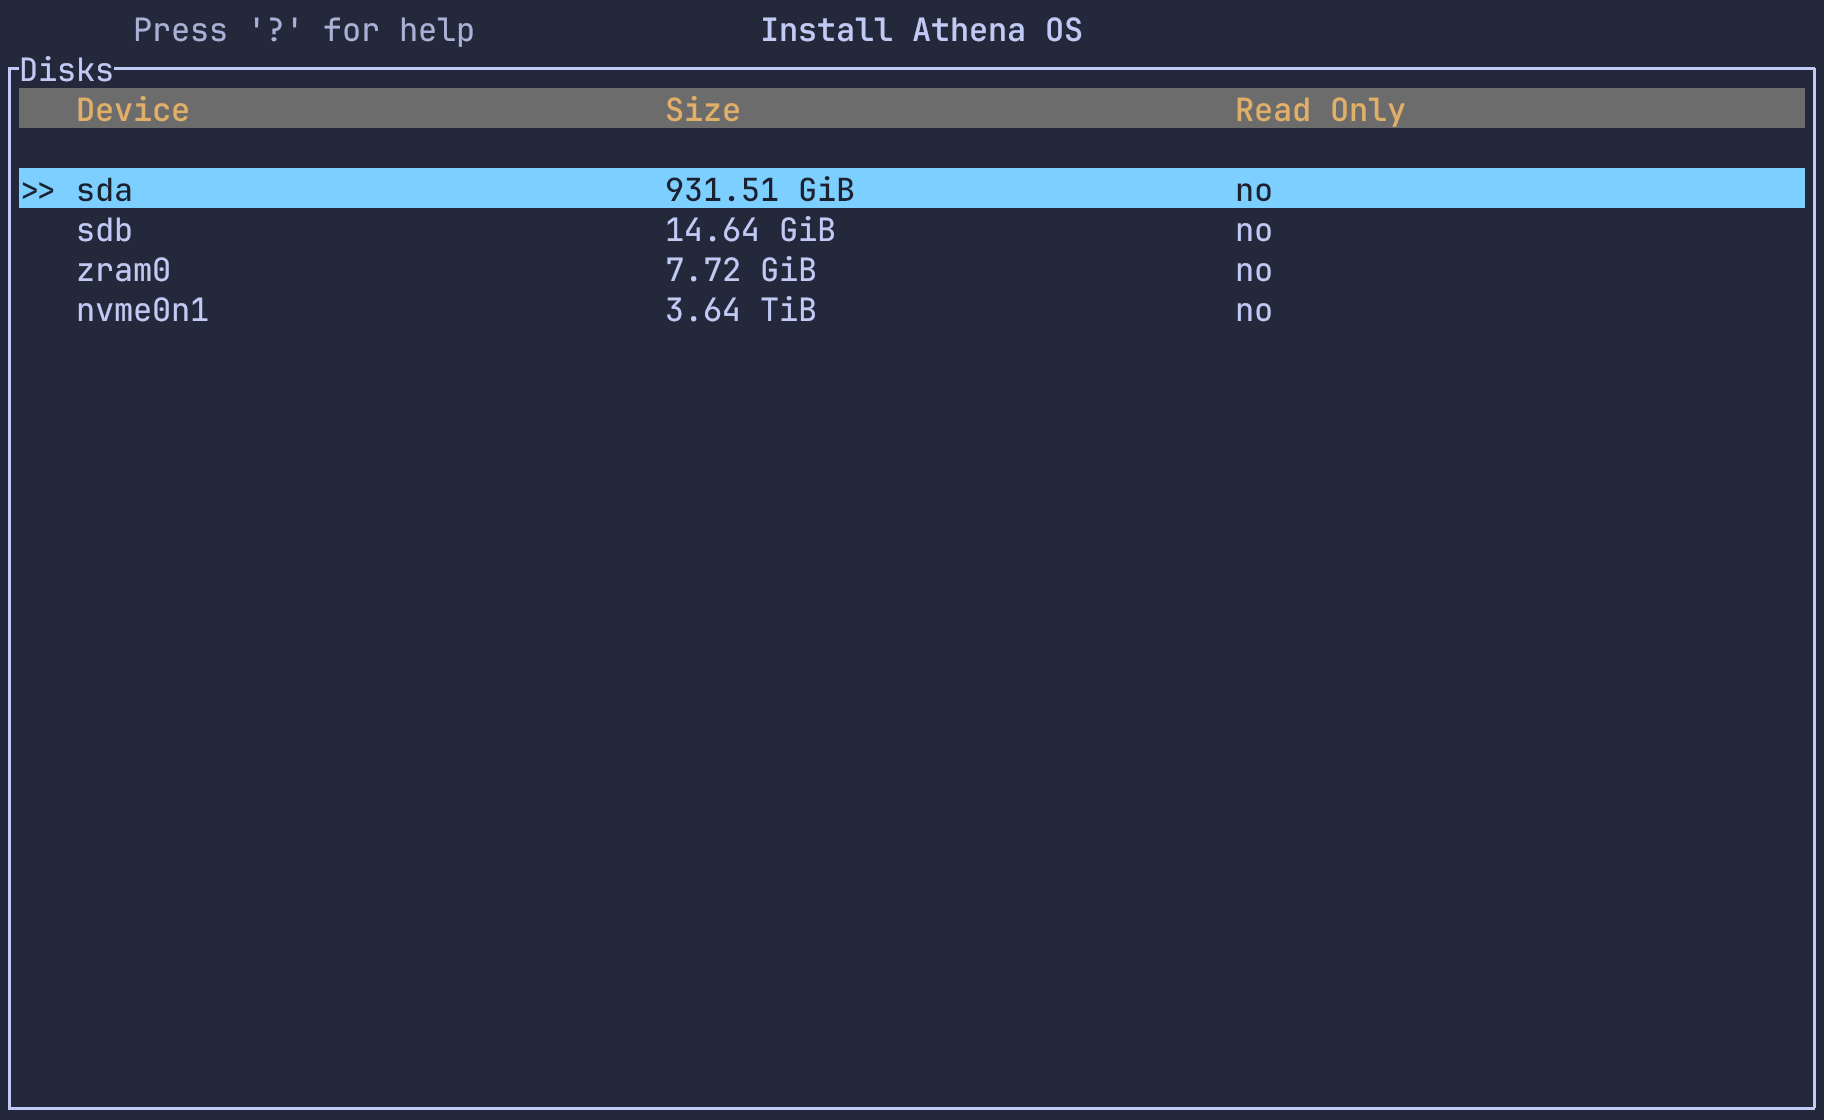 Press '?' for help Install Athena OS
Disks
Device Size Read Only
>> sda 931.51 GiB no
sdb 14.64 GiB no
zram0 7.72 GiB no
nvme0n1 3.64 TiB no